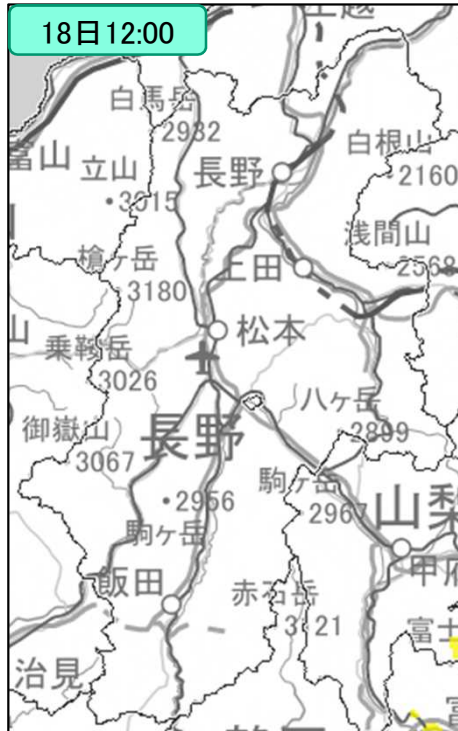 18日12:00
白馬岳
2932
富山
立山
3015
長野
白根山
2160
浅間山
2568
槍ヶ岳
3180
上田
松本
乗鞍岳
3026
八ヶ岳
2899
御嶽山
3067
長野
駒ヶ岳
2967
山梨
2956
駒ヶ岳
甲府
飯田
赤石岳
3121
富士
治見